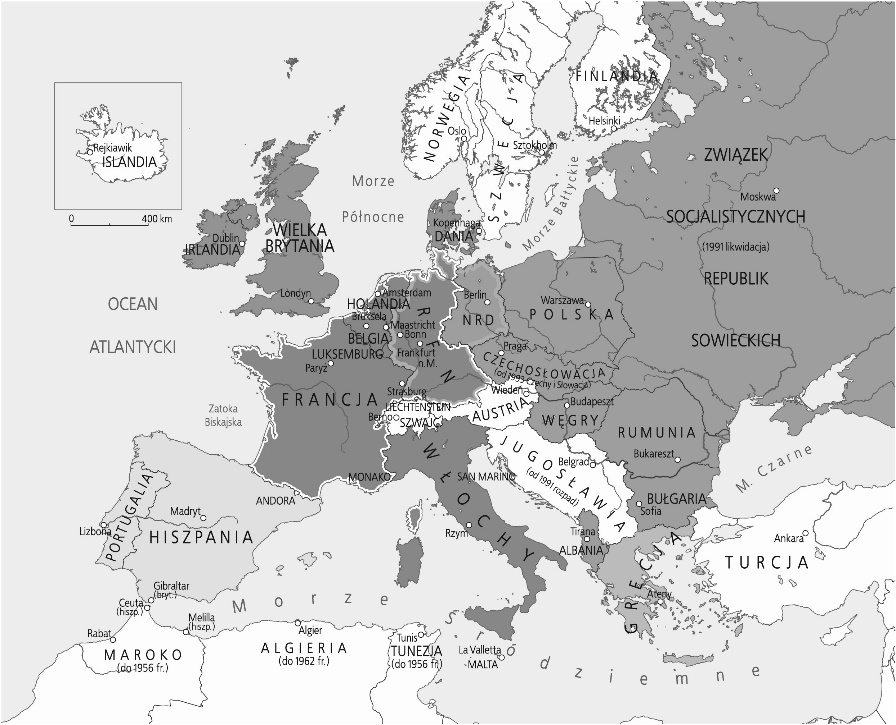 Rejkiawik
ISLANDIA
0 400 km
NORWEGIA
Oslo
SZWECJA
Sztokholm
FINLANDIA
Helsinki
Morze
Północne
Morze Bałtyckie
ZWIĄZEK
Moskwa
SOCJALISTYCZNYCH
(1991 likwidacja)
REPUBLIK
SOWIECKICH
Dublin
IRLANDIA
WIELKA
BRYTANIA
Londyn
Kopenhaga
DANIA
OCEAN
ATLANTYCKI
Amsterdam
HOLANDIA
Bruksela
BELGIA
Maastricht
Bonn
LUKSEMBURG
Frankfurt
n.M.
RFN
Berlin
NRD
Warszawa
POLSKA
Paryż
Strasburg
FRANCJA
Praga
CZECHOSŁOWACJA
(od 1993 Czechy i Słowacja)
Wiedeń
AUSTRIA
LIECHTENSTEIN
Berno
SZWAJC.
Budapeszt
WĘGRY
RUMUNIA
Bukareszt
Zatoka
Biskajska
MONAKO
ANDORA
SAN MARINO
WŁOCHY
Rzym
JUGOSŁAWIA
(od 1991 rozpad)
Belgrad
BUŁGARIA
Sofia
M. Czarne
Tirana
ALBANIA
GRECJA
Ateny
Ankara
TURCJA
PORTUGALIA
Lizbona
Madryt
HISZPANIA
Gibraltar
(bryt.)
Ceuta
(hiszp.)
Melilla
(hiszp.)
Morze Śródziemne
Rabat
MAROKO
(do 1956 fr.)
Algier
ALGIERIA
(do 1962 fr.)
Tunis
TUNEZJA
(do 1956 fr.)
La Valletta
MALTA